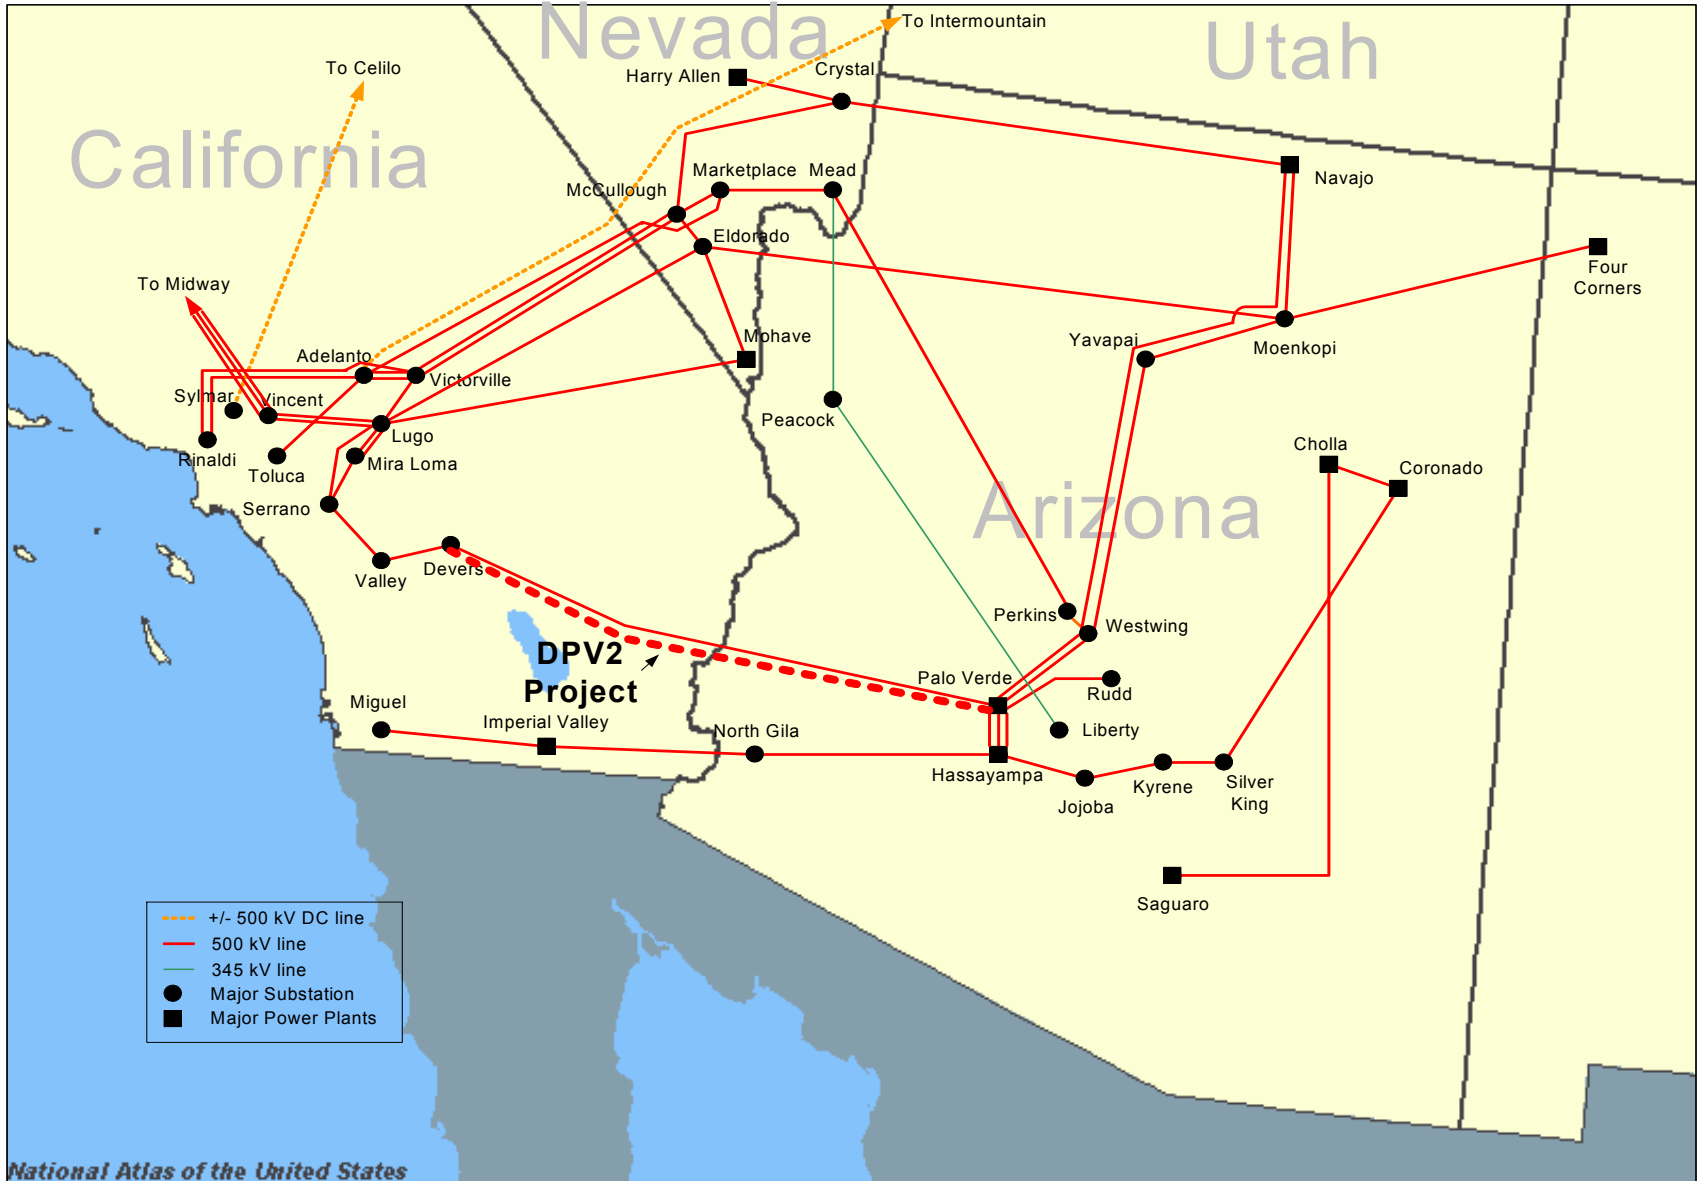 Nevada
To Intermountain
Utah
To Celilo
Harry Allen
Crystal
California
Marketplace
Mead
McCullough
Navajo
Eldorado
Four
Corners
To Midway
Mohave
Yavapai
Moenkopi
Adelanto
Victorville
Sylmar
Vincent
Peacock
Lugo
Rinaldi
Toluca
Mira Loma
Cholla
Coronado
Serrano
Arizona
Valley
Devers
Perkins
Westwing
DPV2
Project
Palo Verde
Rudd
Miguel
Imperial Valley
North Gila
Liberty
Hassayampa
Jojoba
Kyrene
Silver
King
Saguaro
+/- 500 kV DC line
500 kV line
345 kV line
Major Substation
Major Power Plants
National Atlas of the United States